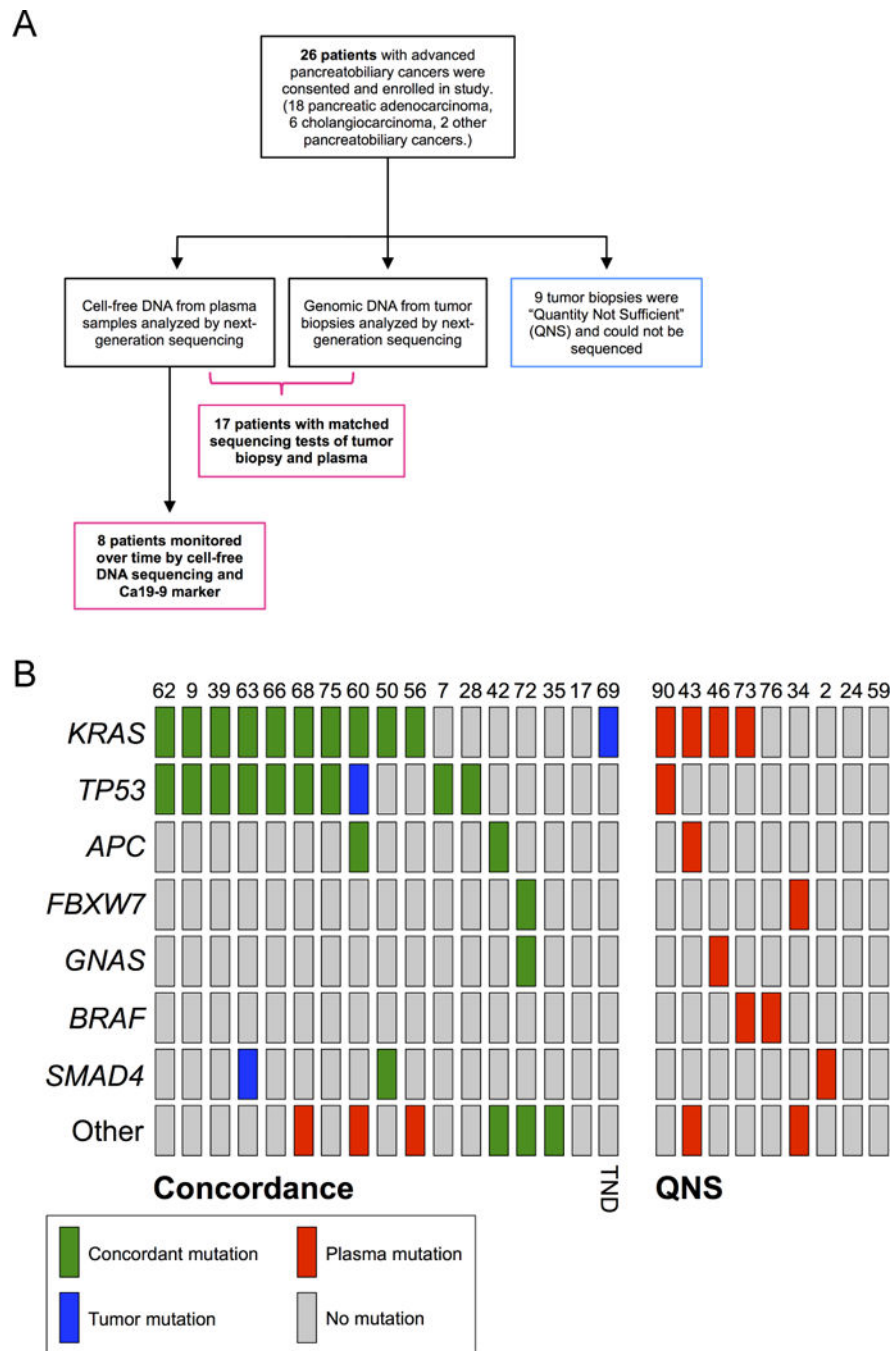 A
26 patients with advanced
pancreatobiliary cancers were
consented and enrolled in study.
(18 pancreatic adenocarcinoma,
6 cholangiocarcinoma, 2 other
pancreatobiliary cancers.)
Cell-free DNA from plasma
samples analyzed by next-
generation sequencing
Genomic DNA from tumor
biopsies analyzed by next-
generation sequencing
9 tumor biopsies were
“Quantity Not Sufficient”
(QNS) and could not be
sequenced
17 patients with matched
sequencing tests of tumor
biopsy and plasma
8 patients monitored
over time by cell-free
DNA sequencing and
Ca19-9 marker
B
62 9 39 63 66 68 75 60 50 56 7 28 42 72 35 17 69 90 43 46 73 76 34 2 24 59
KRAS
TP53
APC
FBXW7
GNAS
BRAF
SMAD4
Other
Concordance
TND
QNS
Concordant mutation
Plasma mutation
Tumor mutation
No mutation